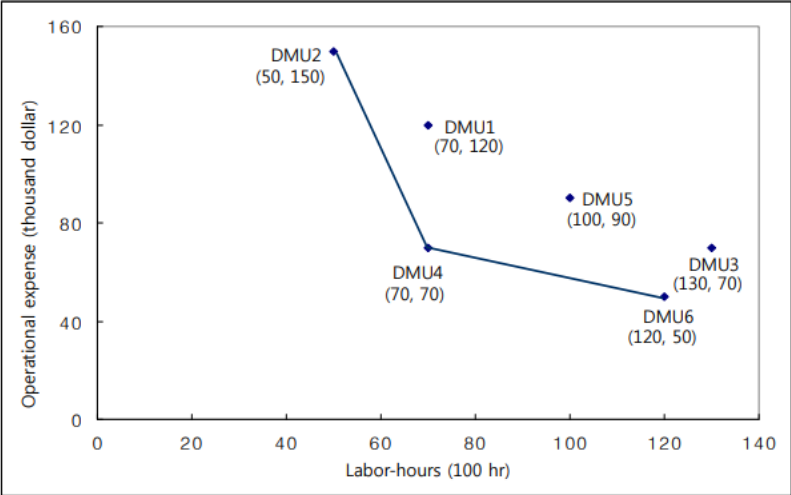 160
DMU2
(50, 150)
120
DMU1
(70, 120)
DMU5
(100, 90)
80
DMU4
(70, 70)
DMU3
(130, 70)
DMU6
(120, 50)
40
0
0 20 40 60 80 100 120 140
Labor-hours (100 hr)
Operational expense (thousand dollar)